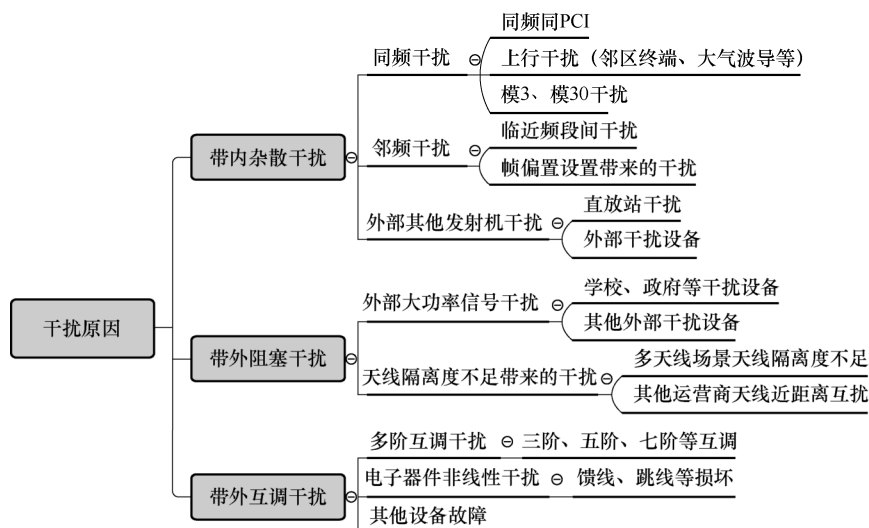 干扰原因
带内杂散干扰
同频干扰
同频同PCI
上行干扰（邻区终端、大气波导等）
模3、模30干扰
邻频干扰
临近频段间干扰
帧偏置设置带来的干扰
外部其他发射机干扰
直放站干扰
外部干扰设备
带外阻塞干扰
外部大功率信号干扰
学校、政府等干扰设备
其他外部干扰设备
天线隔离度不足带来的干扰
多天线场景天线隔离度不足
其他运营商天线近距离互扰
带外互调干扰
多阶互调干扰
三阶、五阶、七阶等互调
电子器件非线性干扰
馈线、跳线等损坏
其他设备故障